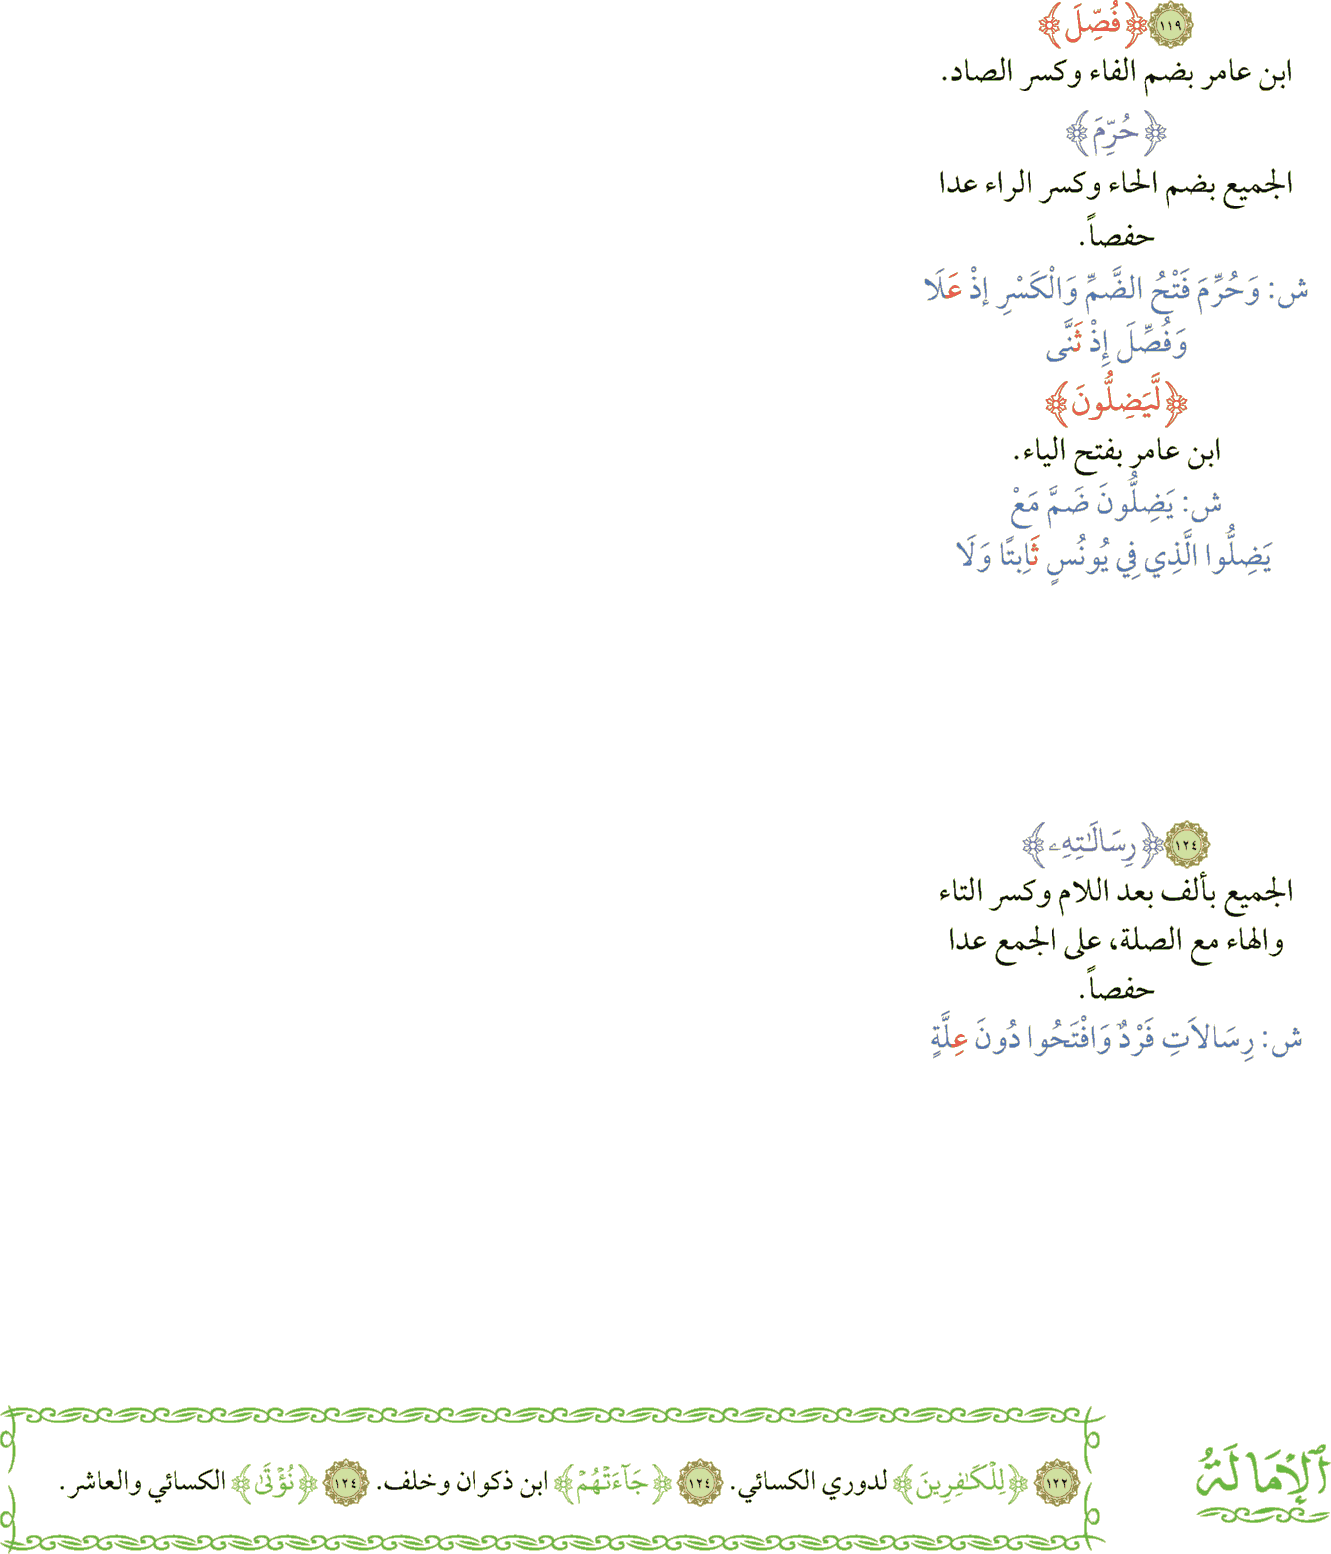 ١١٩ ﴿فُصِّلَ﴾
ابن عامر بضم الفاء وكسر الصاد.
﴿حُرِّمَ﴾
الجميع بضم الحاء وكسر الراء عدا
حفصاً.
ش: وَحُرِّمَ فَتْحُ الضَّمِّ وَالْكَسْرِ إذْ عَلَا
وَفُصِّلَ إِذْ ثَنَّى
﴿لَّيَضِلُّونَ﴾
ابن عامر بفتح الياء.
ش: يَضِلُّونَ ضَمَّ مَعْ
يَضِلُّوا الَّذِي فِي يُونُسٍ ثَابِتًا وَلَا
١٢٤ ﴿رِسَالَـٰتِهِۦ﴾
الجميع بألف بعد اللام وكسر التاء
والهاء مع الصلة، على الجمع عدا
حفصاً.
ش: رِسَالاَتِ فَرْدٌ وَافْتَحُوا دُونَ عِلَّةٍ
ٱلْإِمَالَةُ
١٢٢ ﴿لِلْكَـٰفِرِينَ﴾ لدوري الكسائي. ١٢٤ ﴿جَآءَتْهُمْ﴾ ابن ذكوان وخلف. ١٢٤ ﴿نُؤْتَىٰ﴾ الكسائي والعاشر.